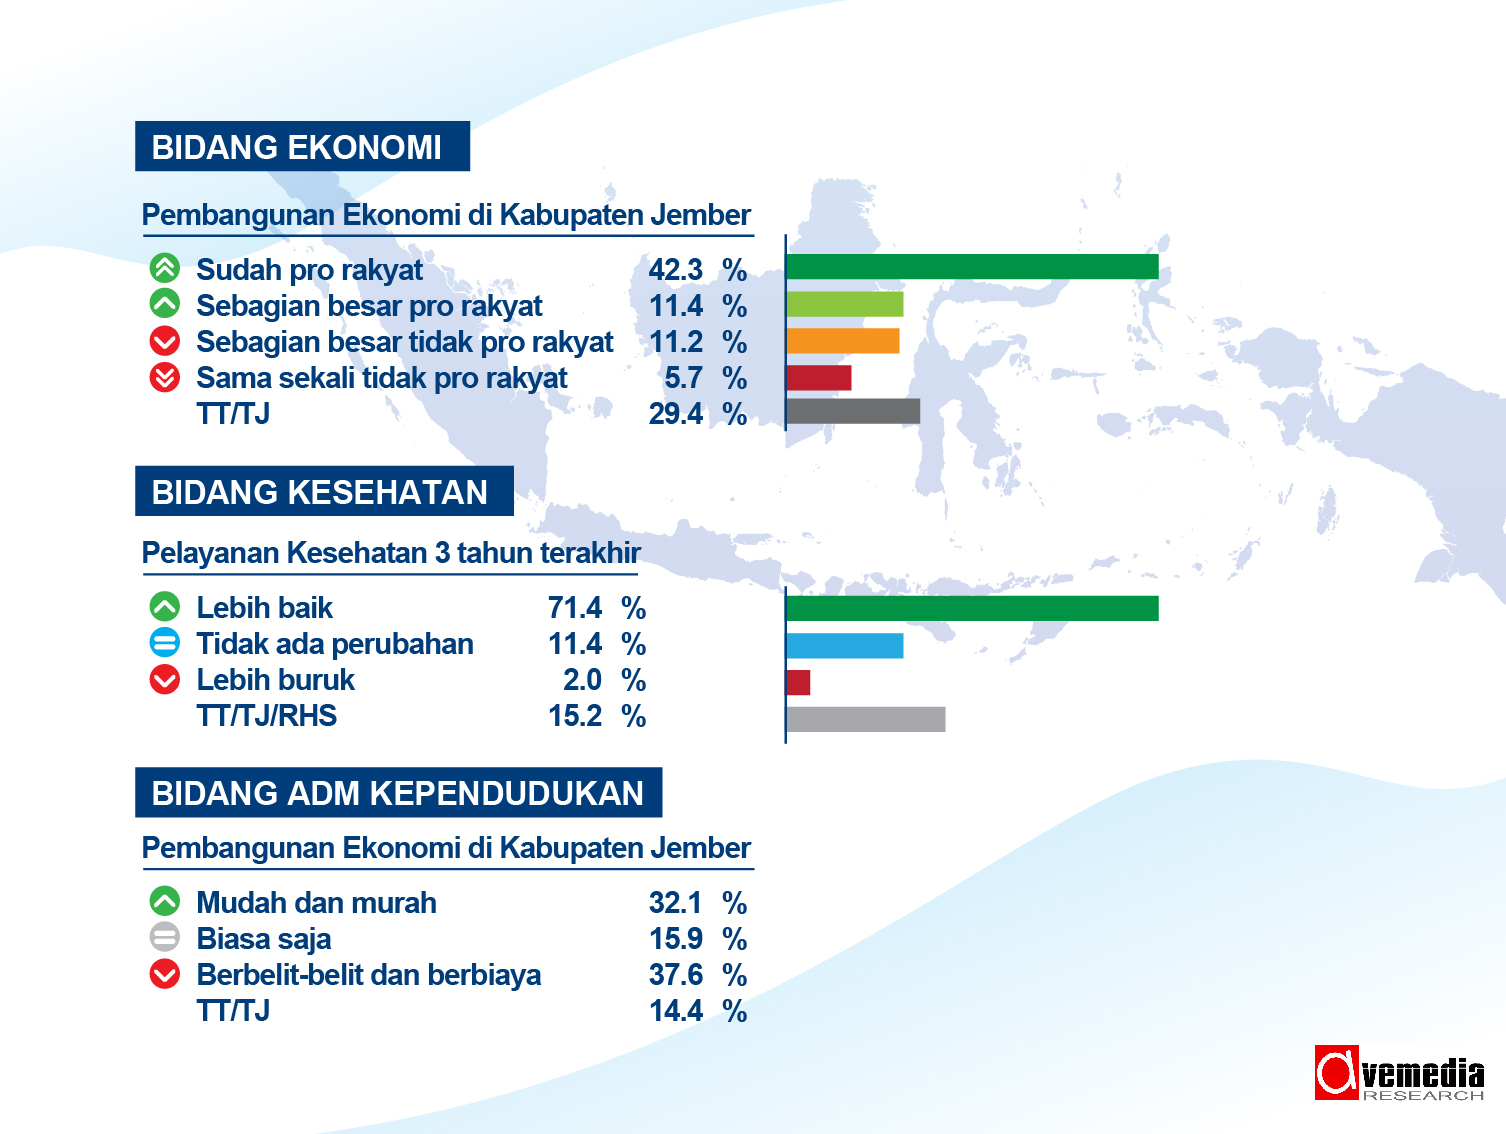 BIDANG EKONOMI
Pembangunan Ekonomi di Kabupaten Jember
Sudah pro rakyat 42.3 %
Sebagian besar pro rakyat 11.4 %
Sebagian besar tidak pro rakyat 11.2 %
Sama sekali tidak pro rakyat 5.7 %
TT/TJ 29.4 %
BIDANG KESEHATAN
Pelayanan Kesehatan 3 tahun terakhir
Lebih baik 71.4 %
Tidak ada perubahan 11.4 %
Lebih buruk 2.0 %
TT/TJ/RHS 15.2 %
BIDANG ADM KEPENDUDUKAN
Pembangunan Ekonomi di Kabupaten Jember
Mudah dan murah 32.1 %
Biasa saja 15.9 %
Berbelit-belit dan berbiaya 37.6 %
TT/TJ 14.4 %
avemedia
RESEARCH